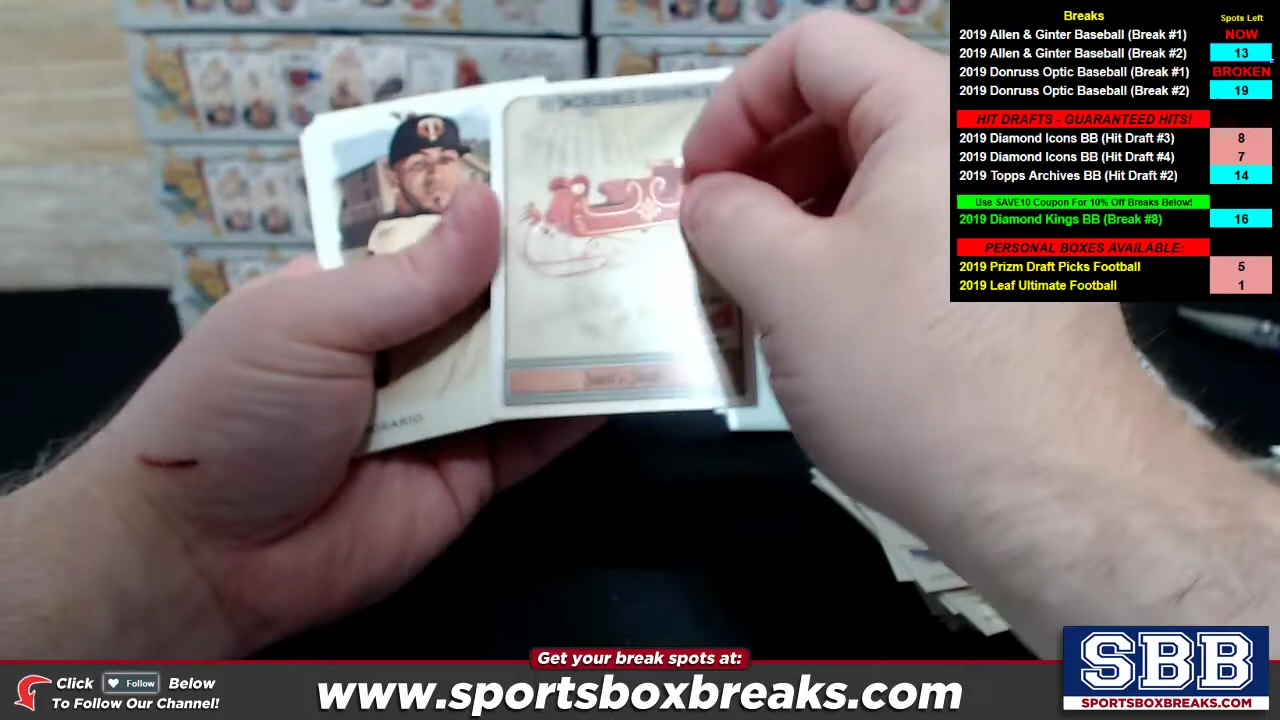 Breaks Spots Left
2019 Allen & Ginter Baseball (Break #1) NOW
2019 Allen & Ginter Baseball (Break #2) 13
2019 Donruss Optic Baseball (Break #1) BROKEN
2019 Donruss Optic Baseball (Break #2) 19
HIT DRAFTS - GUARANTEED HITS!
2019 Diamond Icons BB (Hit Draft #3) 8
2019 Diamond Icons BB (Hit Draft #4) 7
2019 Topps Archives BB (Hit Draft #2) 14
Use SAVE10 Coupon For 10% Off Breaks Below!
2019 Diamond Kings BB (Break #8) 16
PERSONAL BOXES AVAILABLE:
2019 Prizm Draft Picks Football 5
2019 Leaf Ultimate Football 1
Get your break spots at:
Click Follow Below
To Follow Our Channel!
www.sportsboxbreaks.com
SBB
SPORTSBOXBREAKS.COM